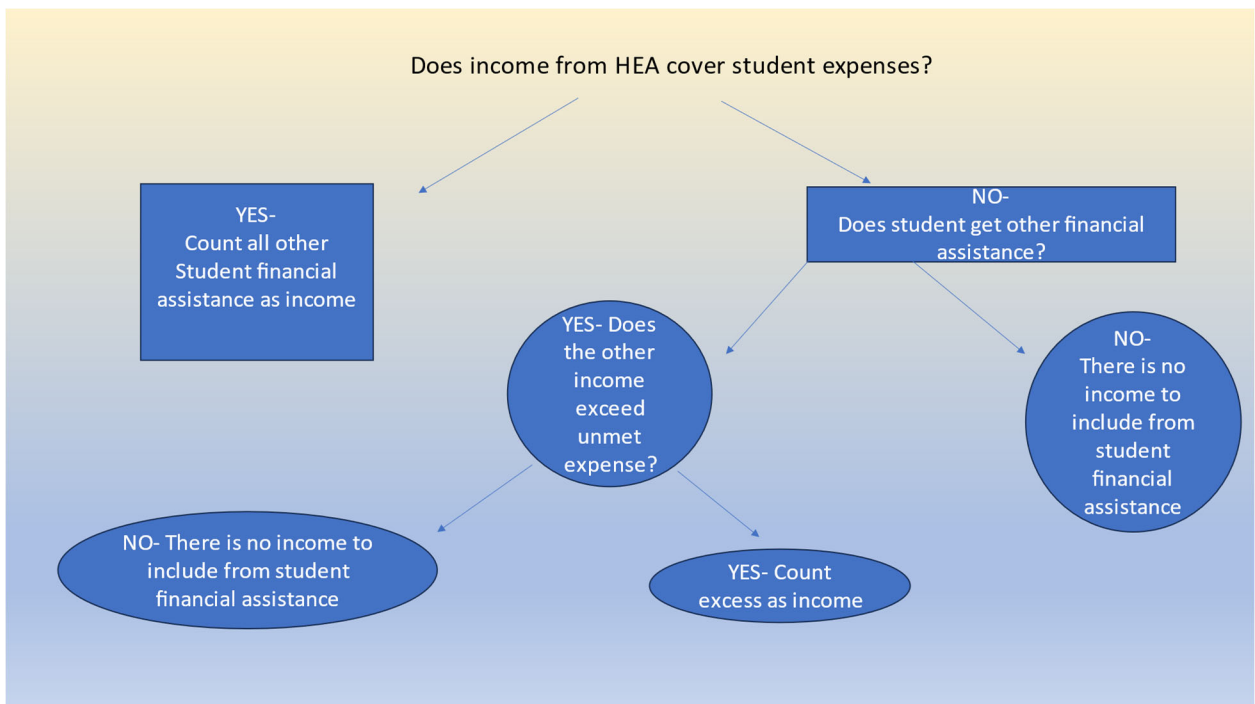 Does income from HEA cover student expenses?
YES-
Count all other
Student financial
assistance as income
NO-
Does student get other financial
assistance?
YES- Does
the other
income
exceed
unmet
expense?
NO-
There is no
income to
include from
student
financial
assistance
NO- There is no income to
include from student
financial assistance
YES- Count
excess as income